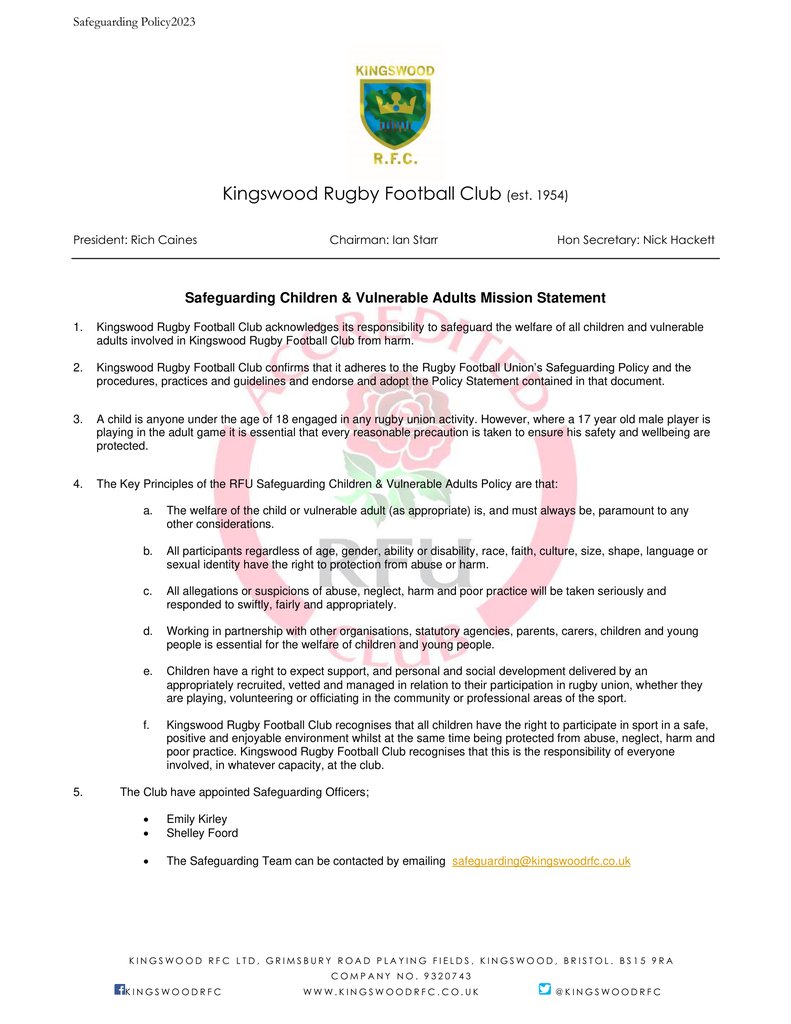 Safeguarding Policy2023
KINGSWOOD
R.F.C.
Kingswood Rugby Football Club (est. 1954)
President: Rich Caines Chairman: Ian Starr Hon Secretary: Nick Hackett
Safeguarding Children & Vulnerable Adults Mission Statement
1. Kingswood Rugby Football Club acknowledges its responsibility to safeguard the welfare of all children and vulnerable
adults involved in Kingswood Rugby Football Club from harm.
2. Kingswood Rugby Football Club confirms that it adheres to the Rugby Football Union's Safeguarding Policy and the
procedures, practices and guidelines and endorse and adopt the Policy Statement contained in that document.
3. A child is anyone under the age of 18 engaged in any rugby union activity. However, where a 17 year old male player is
playing in the adult game it is essential that every reasonable precaution is taken to ensure his safety and wellbeing are
protected.
4. The Key Principles of the RFU Safeguarding Children & Vulnerable Adults Policy are that:
a. The welfare of the child or vulnerable adult (as appropriate) is, and must always be, paramount to any
other considerations.
b. All participants regardless of age, gender, ability or disability, race, faith, culture, size, shape, language or
sexual identity have the right to protection from abuse or harm.
c. All allegations or suspicions of abuse, neglect, harm and poor practice will be taken seriously and
responded to swiftly, fairly and appropriately.
d. Working in partnership with other organisations, statutory agencies, parents, carers, children and young
people is essential for the welfare of children and young people.
e. Children have a right to expect support, and personal and social development delivered by an
appropriately recruited, vetted and managed in relation to their participation in rugby union, whether they
are playing, volunteering or officiating in the community or professional areas of the sport.
f. Kingswood Rugby Football Club recognises that all children have the right to participate in sport in a safe,
positive and enjoyable environment whilst at the same time being protected from abuse, neglect, harm and
poor practice. Kingswood Rugby Football Club recognises that this is the responsibility of everyone
involved, in whatever capacity, at the club.
5. The Club have appointed Safeguarding Officers;
• Emily Kirley
• Shelley Foord
• The Safeguarding Team can be contacted by emailing safeguarding@kingswoodrfc.co.uk
ACCREDITED
RFU
CLUB
KINGSWOOD RFC LTD, GRIMSBURY ROAD PLAYING FIELDS, KINGSWOOD, BRISTOL. BS15 9RA
COMPANY NO. 9320743
KINGSWOODRFC WWW.KINGSWOODRFC.CO.UK @KINGSWOODRFC